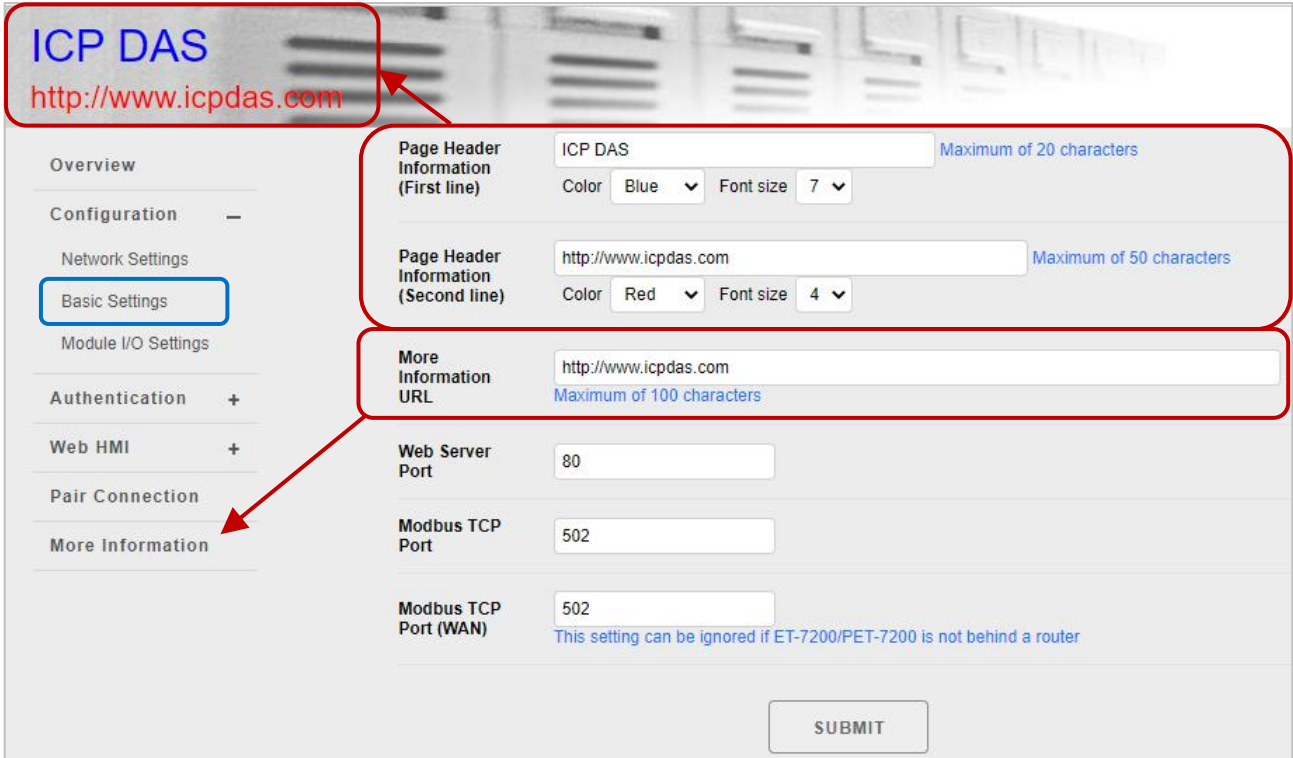 ICP DAS
http://www.icpdas.com
Overview
Configuration −
Network Settings
Basic Settings
Module I/O Settings
Authentication +
Web HMI +
Pair Connection
More Information
Page Header
Information
(First line)
ICP DAS Maximum of 20 characters
Color Blue Font size 7
Page Header
Information
(Second line)
http://www.icpdas.com Maximum of 50 characters
Color Red Font size 4
More
Information
URL
http://www.icpdas.com
Maximum of 100 characters
Web Server
Port
80
Modbus TCP
Port
502
Modbus TCP
Port (WAN)
502
This setting can be ignored if ET-7200/PET-7200 is not behind a router
SUBMIT